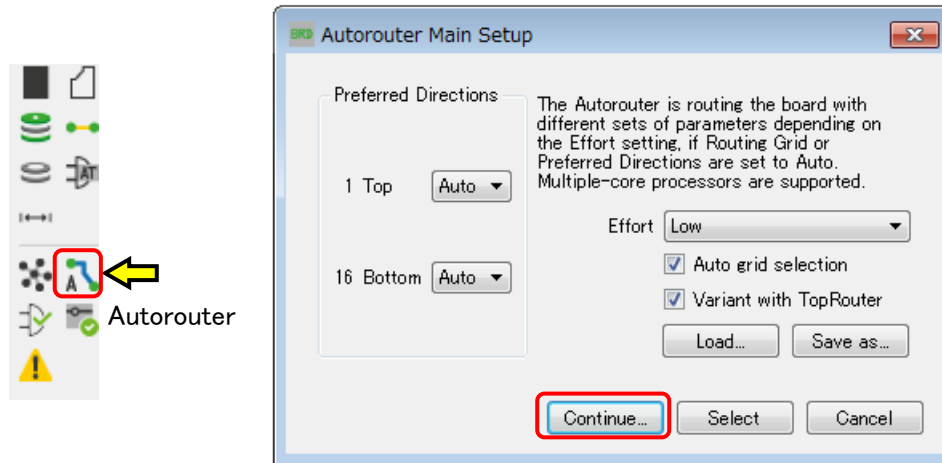 BRD Autorouter Main Setup
Preferred Directions
1 Top Auto
16 Bottom Auto
The Autorouter is routing the board with
different sets of parameters depending on
the Effort setting, if Routing Grid or
Preferred Directions are set to Auto.
Multiple-core processors are supported.
Effort Low
Auto grid selection
Variant with TopRouter
Load... Save as...
Continue... Select Cancel
AT
A
Autorouter